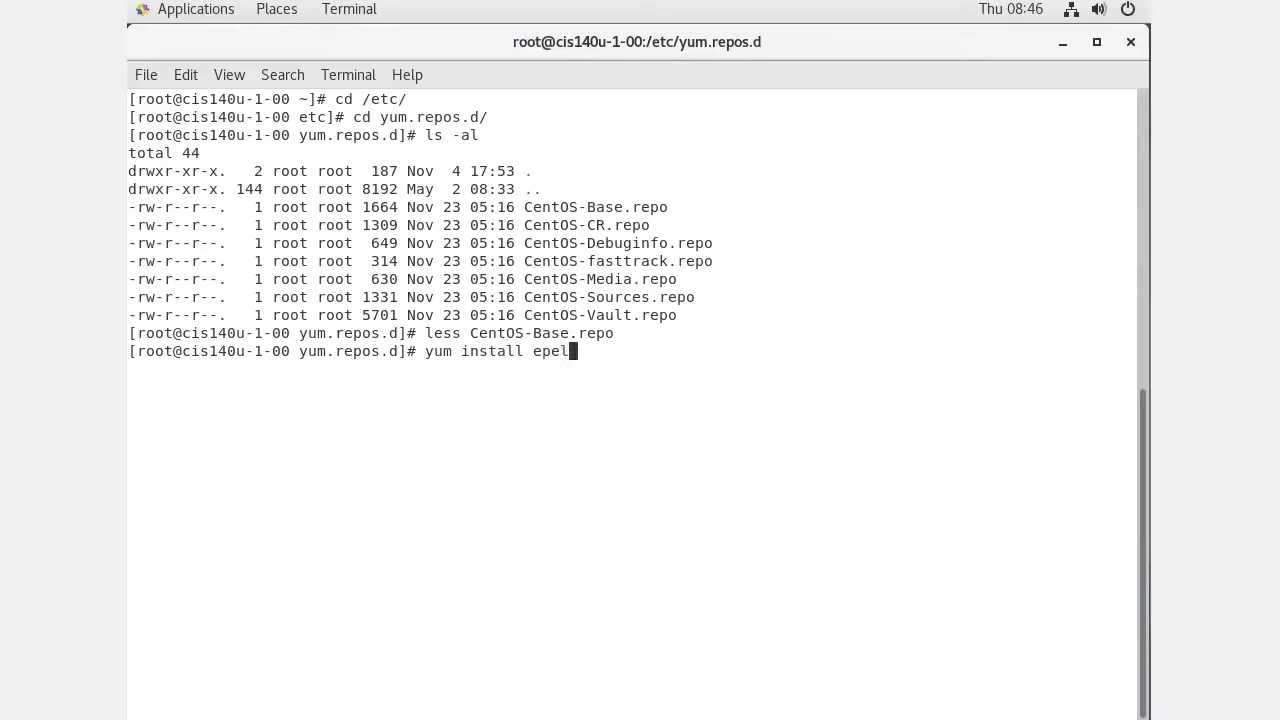 Applications Places Terminal Thu 08:46
root@cis140u-1-00:/etc/yum.repos.d
File Edit View Search Terminal Help
[root@cis140u-1-00 ~]# cd /etc/
[root@cis140u-1-00 etc]# cd yum.repos.d/
[root@cis140u-1-00 yum.repos.d]# ls -al
total 44
drwxr-xr-x.   2 root root  187 Nov  4 17:53 .
drwxr-xr-x. 144 root root 8192 May  2 08:33 ..
-rw-r--r--.   1 root root 1664 Nov 23 05:16 CentOS-Base.repo
-rw-r--r--.   1 root root 1309 Nov 23 05:16 CentOS-CR.repo
-rw-r--r--.   1 root root  649 Nov 23 05:16 CentOS-Debuginfo.repo
-rw-r--r--.   1 root root  314 Nov 23 05:16 CentOS-fasttrack.repo
-rw-r--r--.   1 root root  630 Nov 23 05:16 CentOS-Media.repo
-rw-r--r--.   1 root root 1331 Nov 23 05:16 CentOS-Sources.repo
-rw-r--r--.   1 root root 5701 Nov 23 05:16 CentOS-Vault.repo
[root@cis140u-1-00 yum.repos.d]# less CentOS-Base.repo
[root@cis140u-1-00 yum.repos.d]# yum install epel